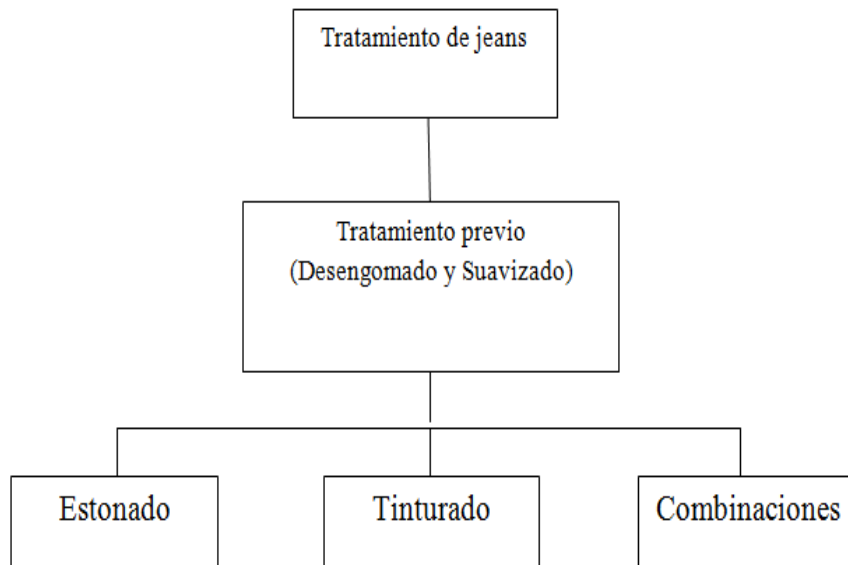 Tratamiento de jeans
Tratamiento previo
(Desengomado y Suavizado)
Estonado
Tinturado
Combinaciones